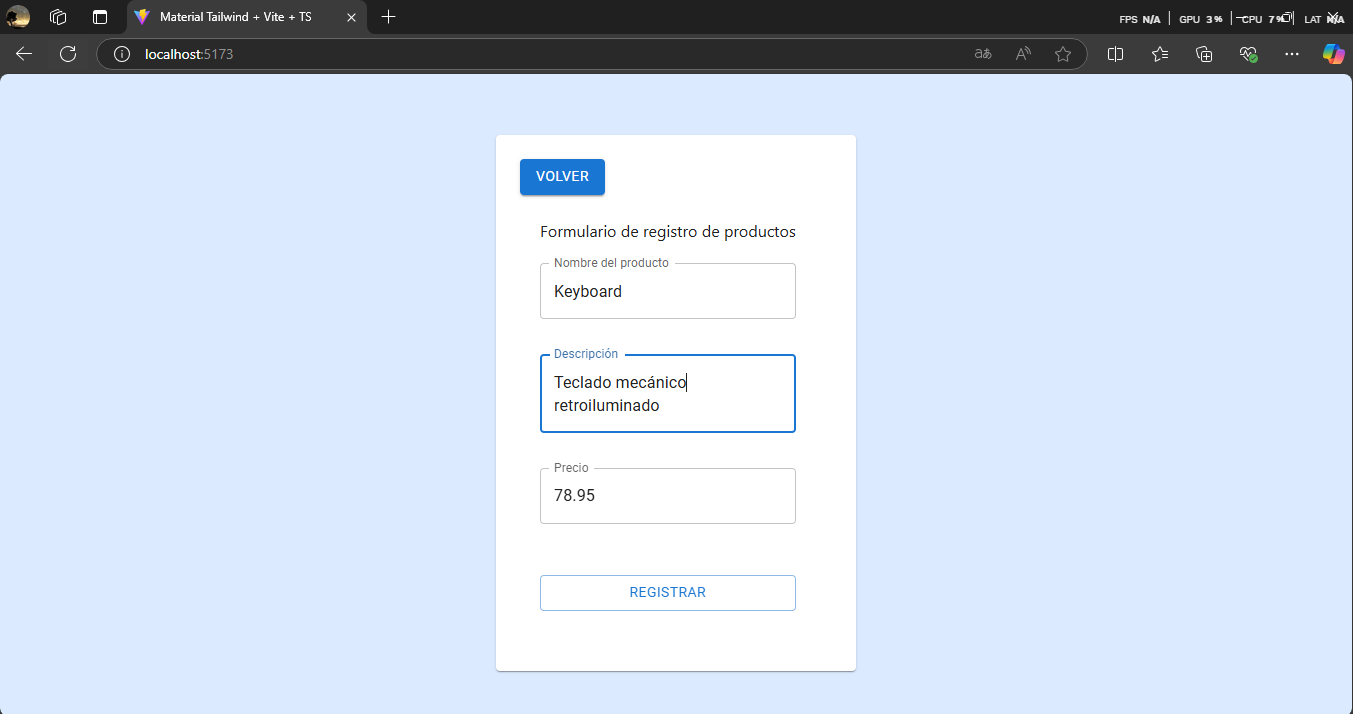 Material Tailwind + Vite + TS
FPS N/A GPU 3% CPU 7% LAT N/A
localhost:5173
VOLVER
Formulario de registro de productos
Nombre del producto
Keyboard
Descripción
Teclado mecánico
retroiluminado
Precio
78.95
REGISTRAR